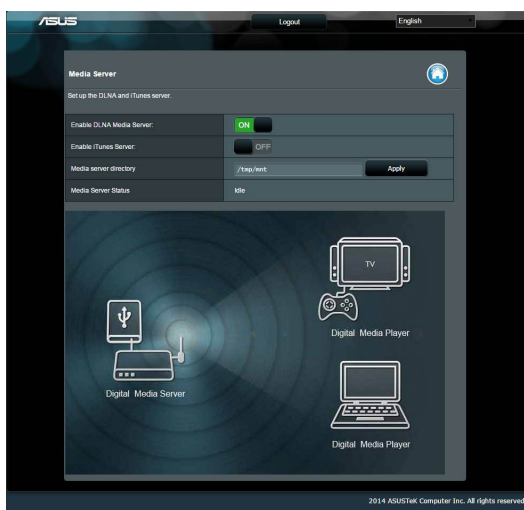 ASUS
Logout
English
Media Server
Set up the DLNA and iTunes server.
Enable DLNA Media Server:
ON
Enable iTunes Server:
OFF
Media server directory
/tmp/mnt
Apply
Media Server Status
Idle
TV
Digital Media Player
Digital Media Server
Digital Media Player
2014 ASUSTeK Computer Inc. All rights reserved